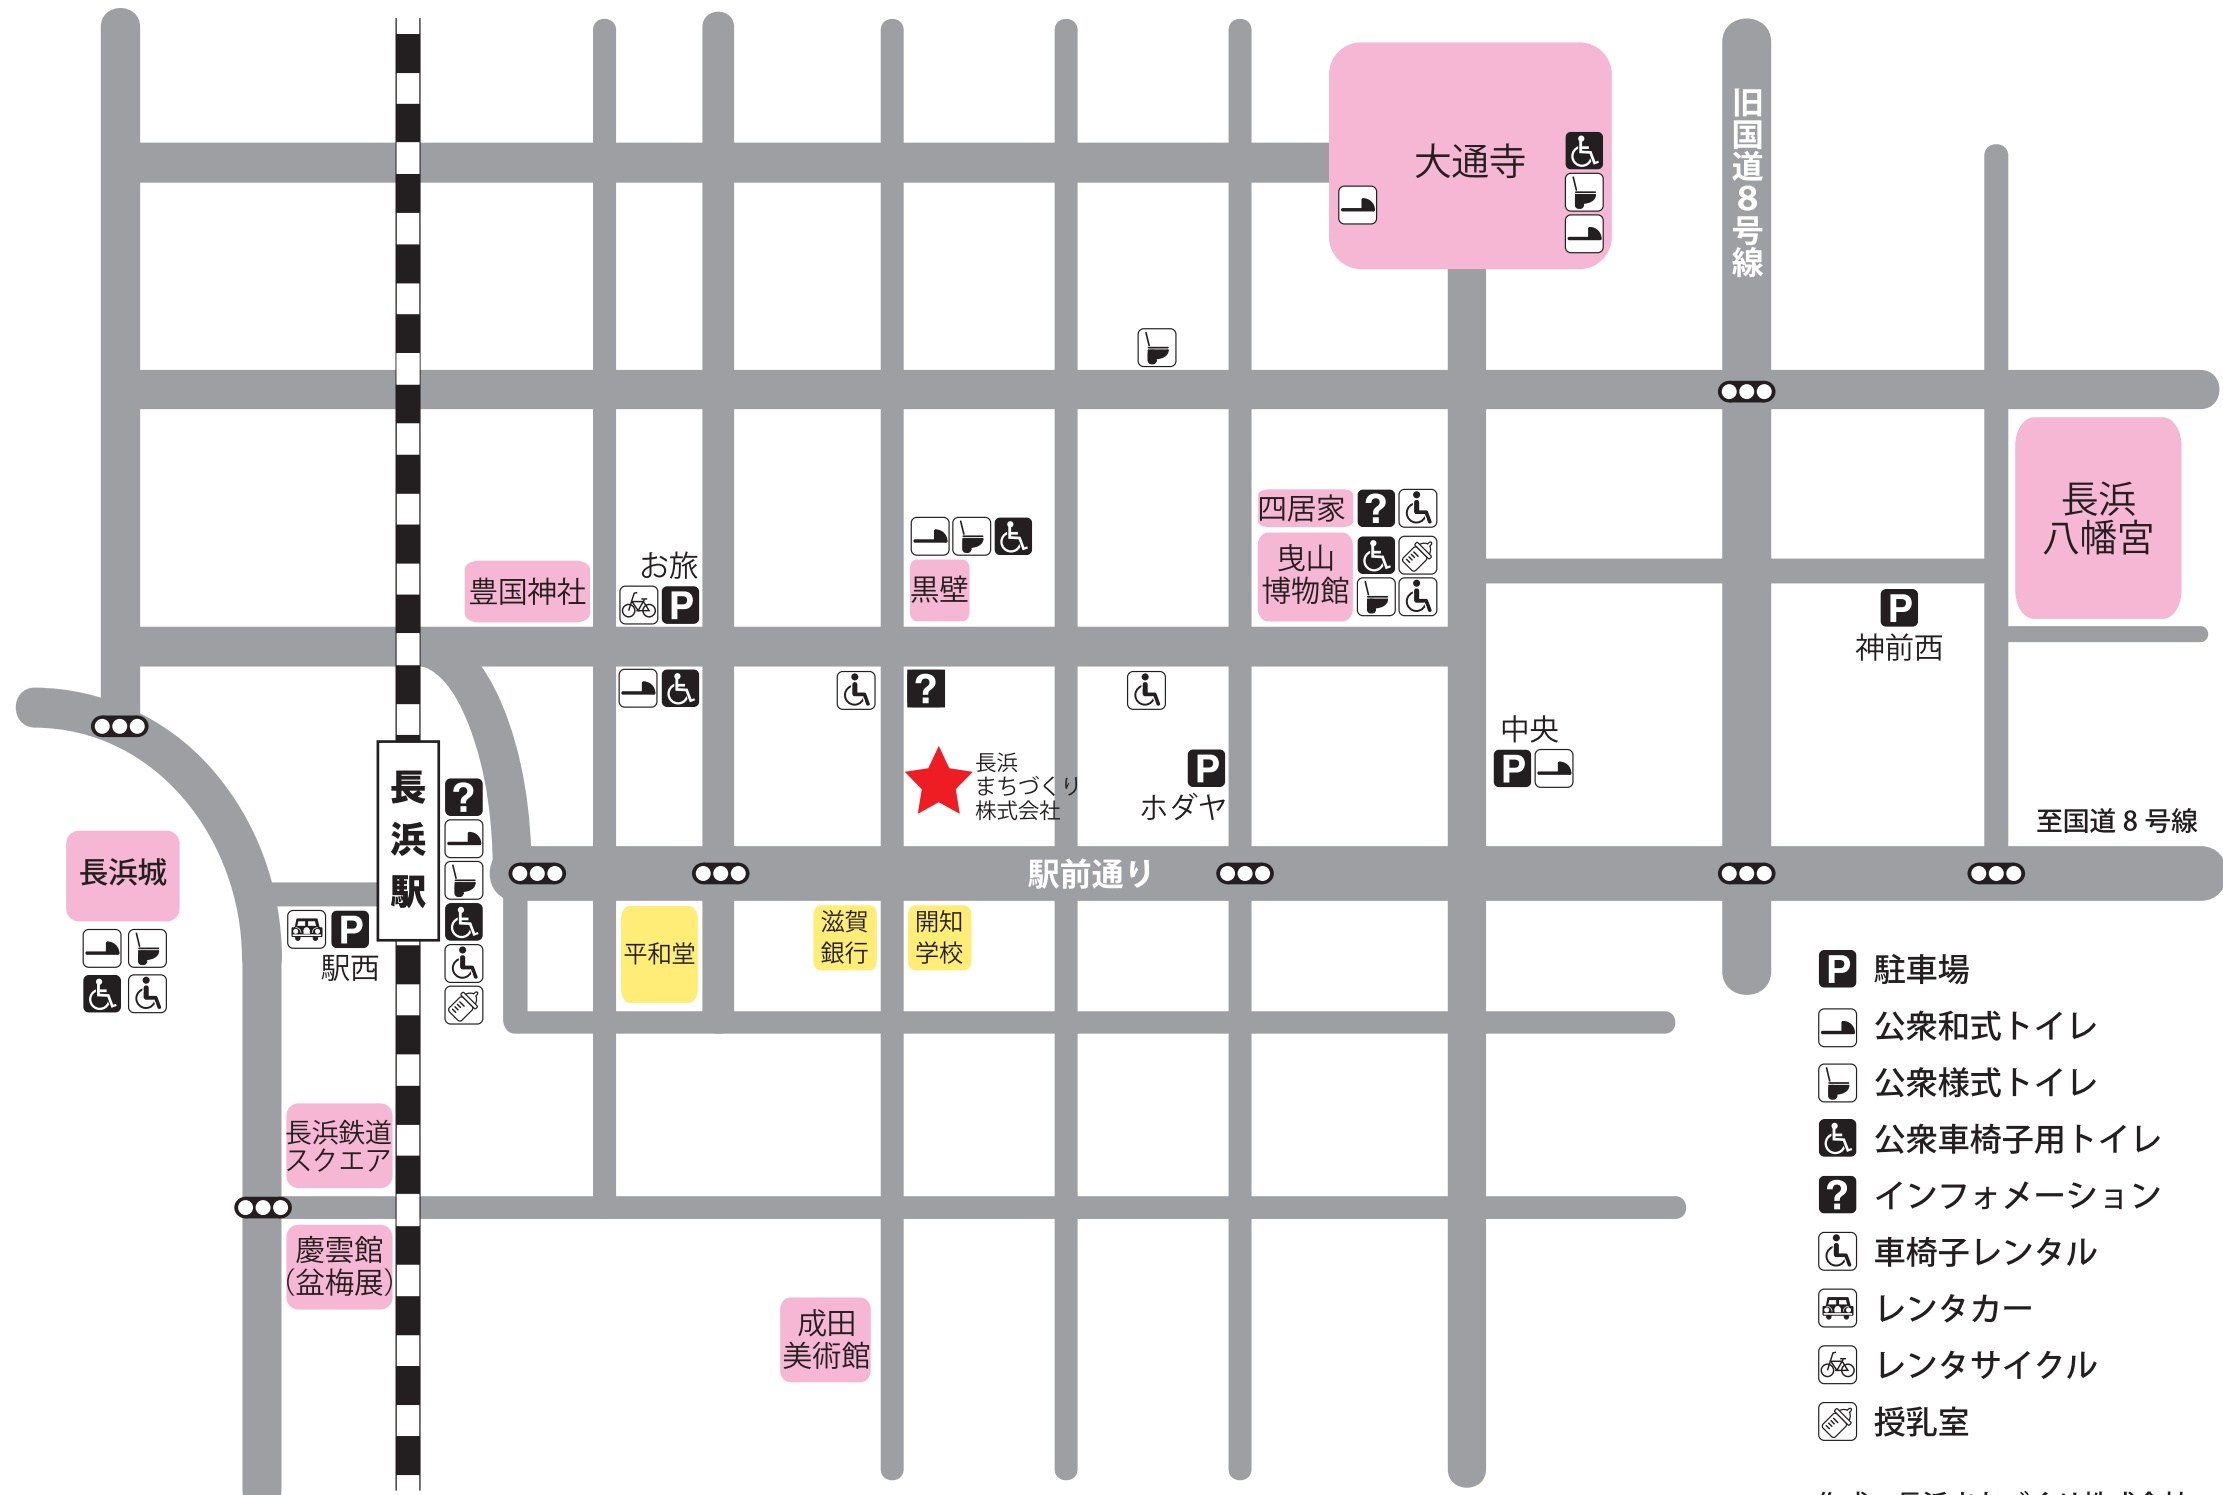 旧国道8号線
大通寺
四居家
曳山
博物館
長浜
八幡宮
お旅
豊国神社
黒壁
神前西
中央
長浜
まちづくり
株式会社
ホダヤ
長浜駅
至国道8号線
駅前通り
長浜城
駅西
平和堂
滋賀
銀行
開知
学校
P 駐車場
公衆和式トイレ
公衆様式トイレ
公衆車椅子用トイレ
? インフォメーション
車椅子レンタル
レンタカー
レンタサイクル
授乳室
長浜鉄道
スクエア
慶雲館
(盆梅展)
成田
美術館